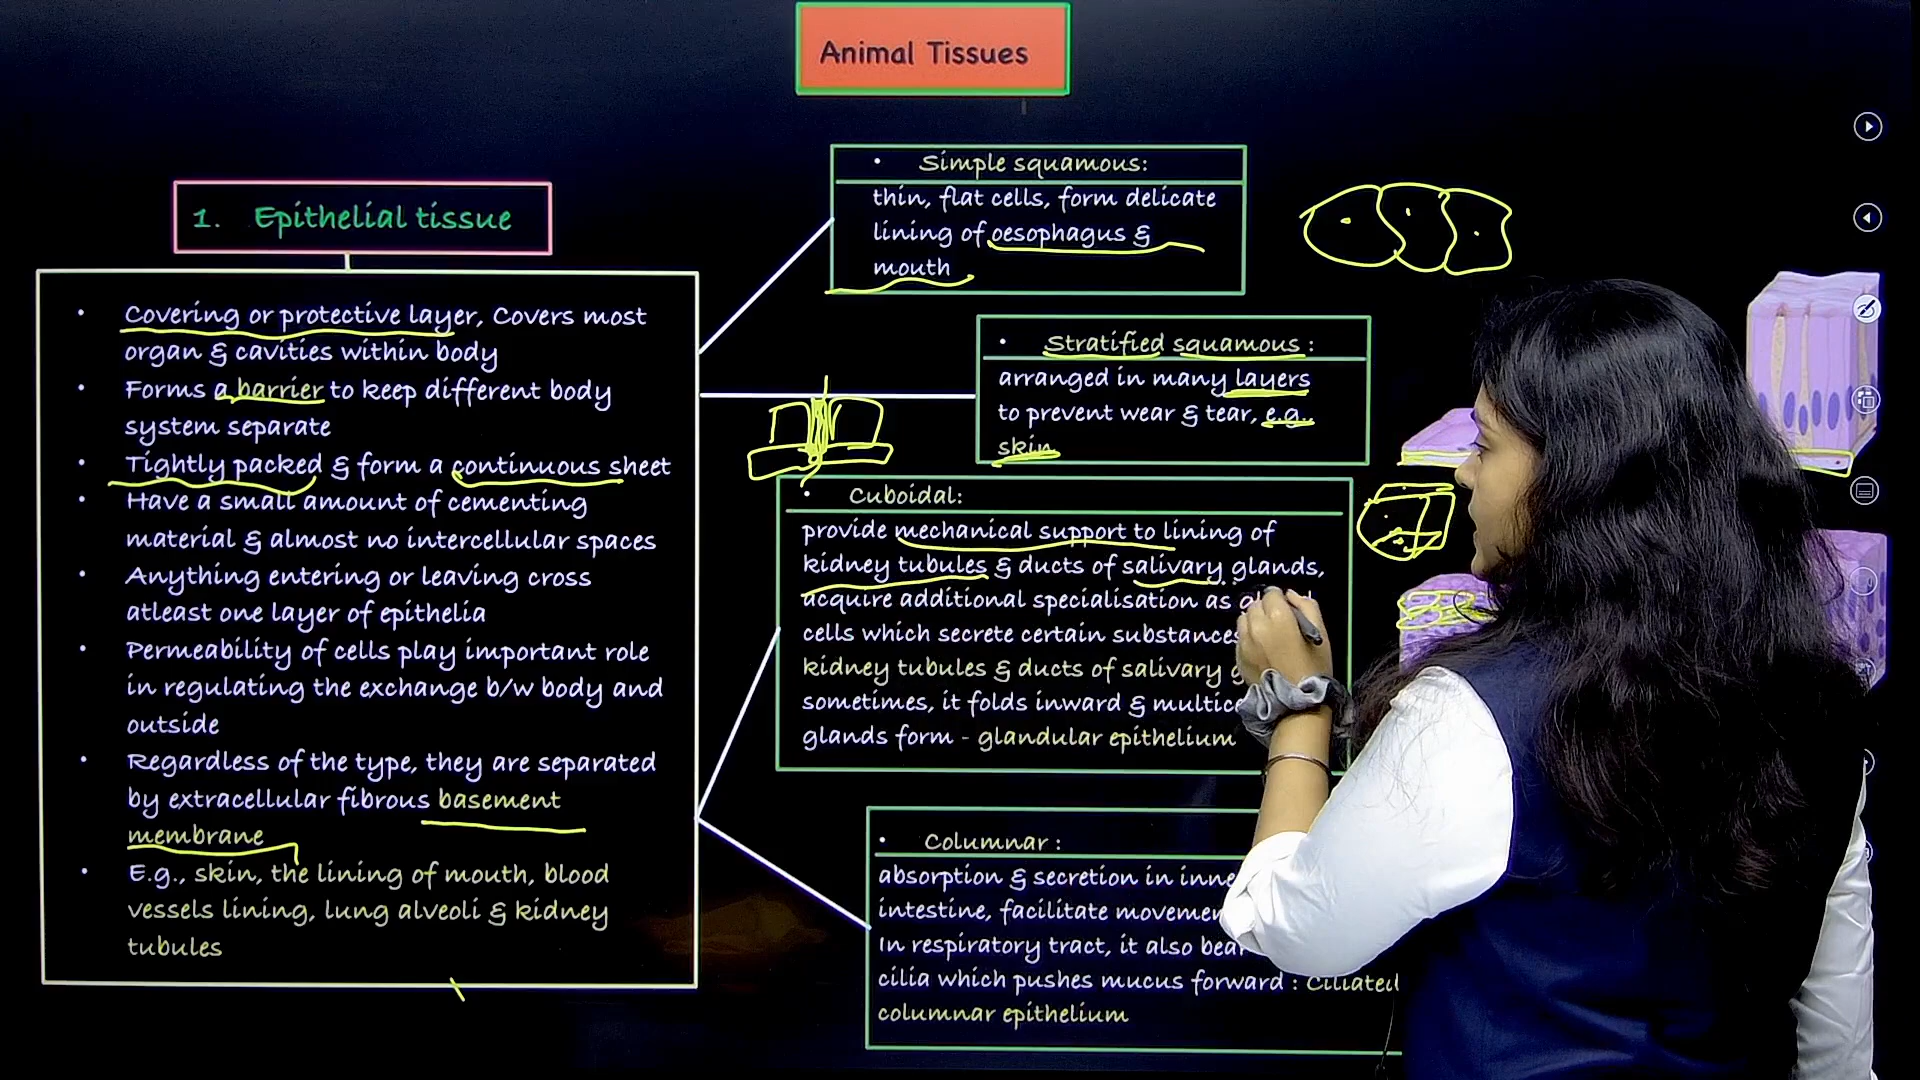 Animal Tissues
1. Epithelial tissue
• Covering or protective layer, Covers most
organ & cavities within body
• Forms a barrier to keep different body
system separate
• Tightly packed & form a continuous sheet
• Have a small amount of cementing
material & almost no intercellular spaces
• Anything entering or leaving cross
atleast one layer of epithelia
• Permeability of cells play important role
in regulating the exchange b/w body and
outside
• Regardless of the type, they are separated
by extracellular fibrous basement
membrane
• E.g., skin, the lining of mouth, blood
vessels lining, lung alveoli & kidney
tubules
• Simple squamous:
thin, flat cells, form delicate
lining of oesophagus &
mouth
• Stratified squamous :
arranged in many layers
to prevent wear & tear, e.g.,
skin
• Cuboidal:
provide mechanical support to lining of
kidney tubules & ducts of salivary glands,
acquire additional specialisation as
cells which secrete certain substances
kidney tubules & ducts of salivary
sometimes, it folds inward &
glands form - glandular epithelium
• Columnar :
absorption & secretion in
intestine, facilitate
In respiratory tract, it also
cilia which pushes mucus forward : Ciliated
columnar epithelium